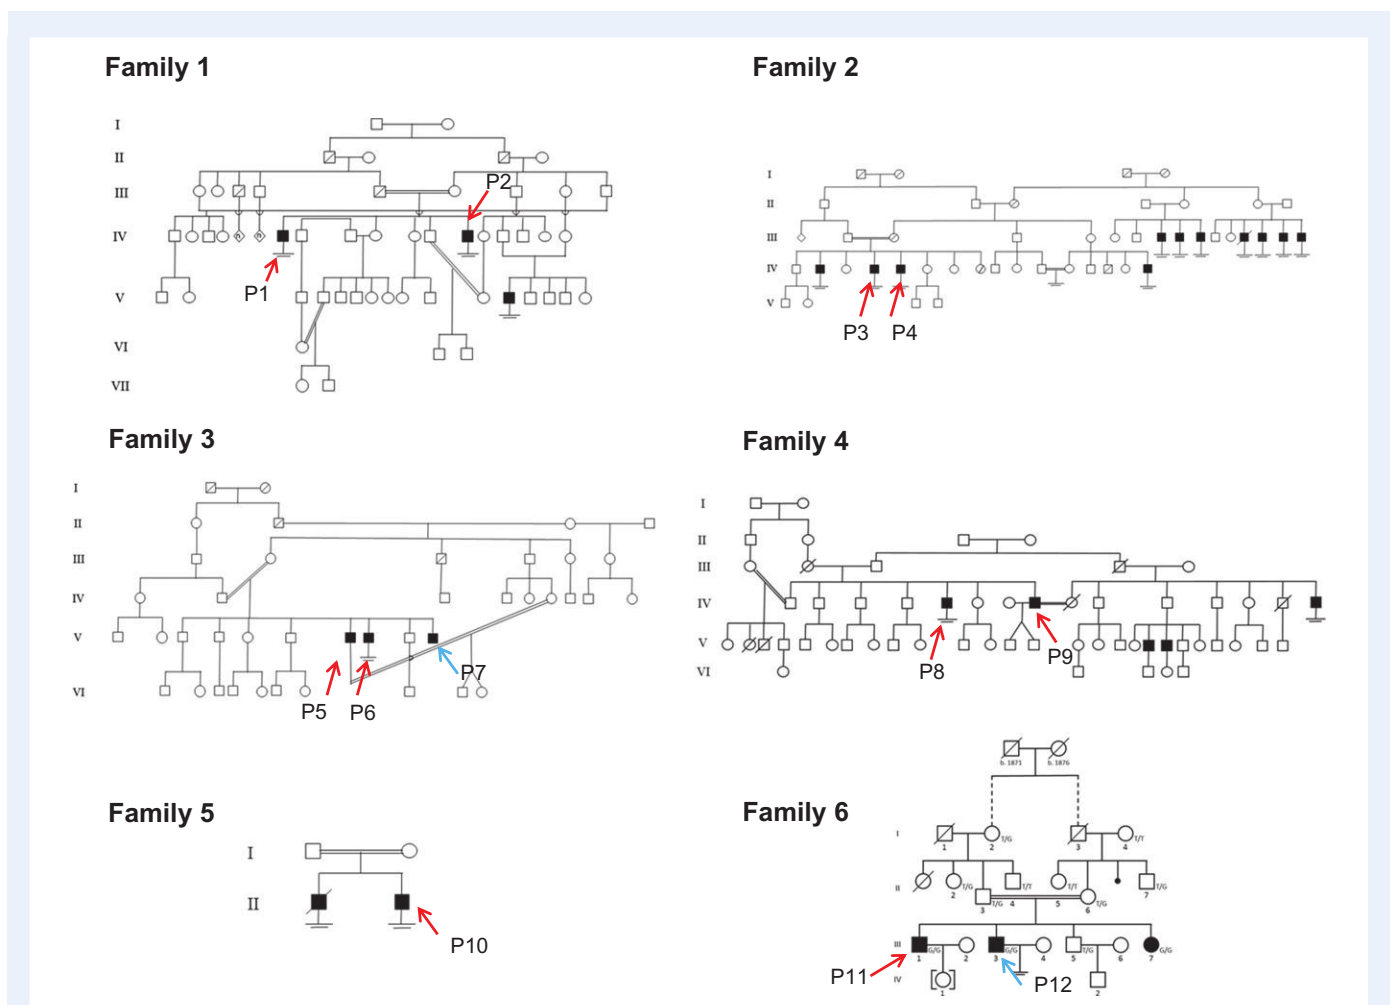 Family 1
I
II
III
P2
IV
n
n
P1
V
VI
VII
Family 2
I
II
III
IV
V
P3
P4
Family 3
I
II
III
IV
V
P7
VI
P5
P6
Family 4
I
II
III
IV
V
P8
P9
VI
Family 5
I
II
P10
Family 6
b. 1871
b. 1876
I
1
2
T/G
3
4
T/T
II
2
T/G
3
T/G
4
T/T
5
T/T
6
T/G
7
T/G
III
1
G/G
2
3
G/G
4
5
T/G
6
7
G/G
P11
P12
IV
1
2